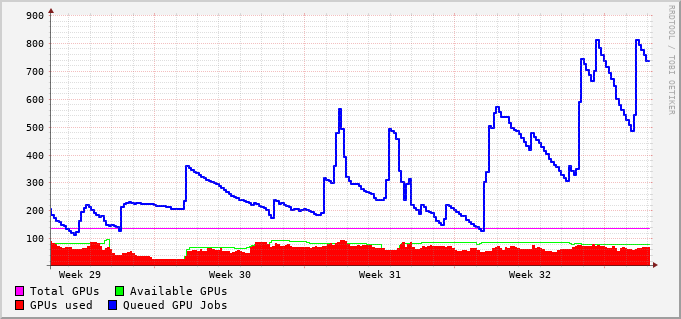 900
800
700
600
500
400
300
200
100
Week 29 Week 30 Week 31 Week 32
Total GPUs Available GPUs
GPUs used Queued GPU Jobs
RRDTOOL / TOBI OETIKER